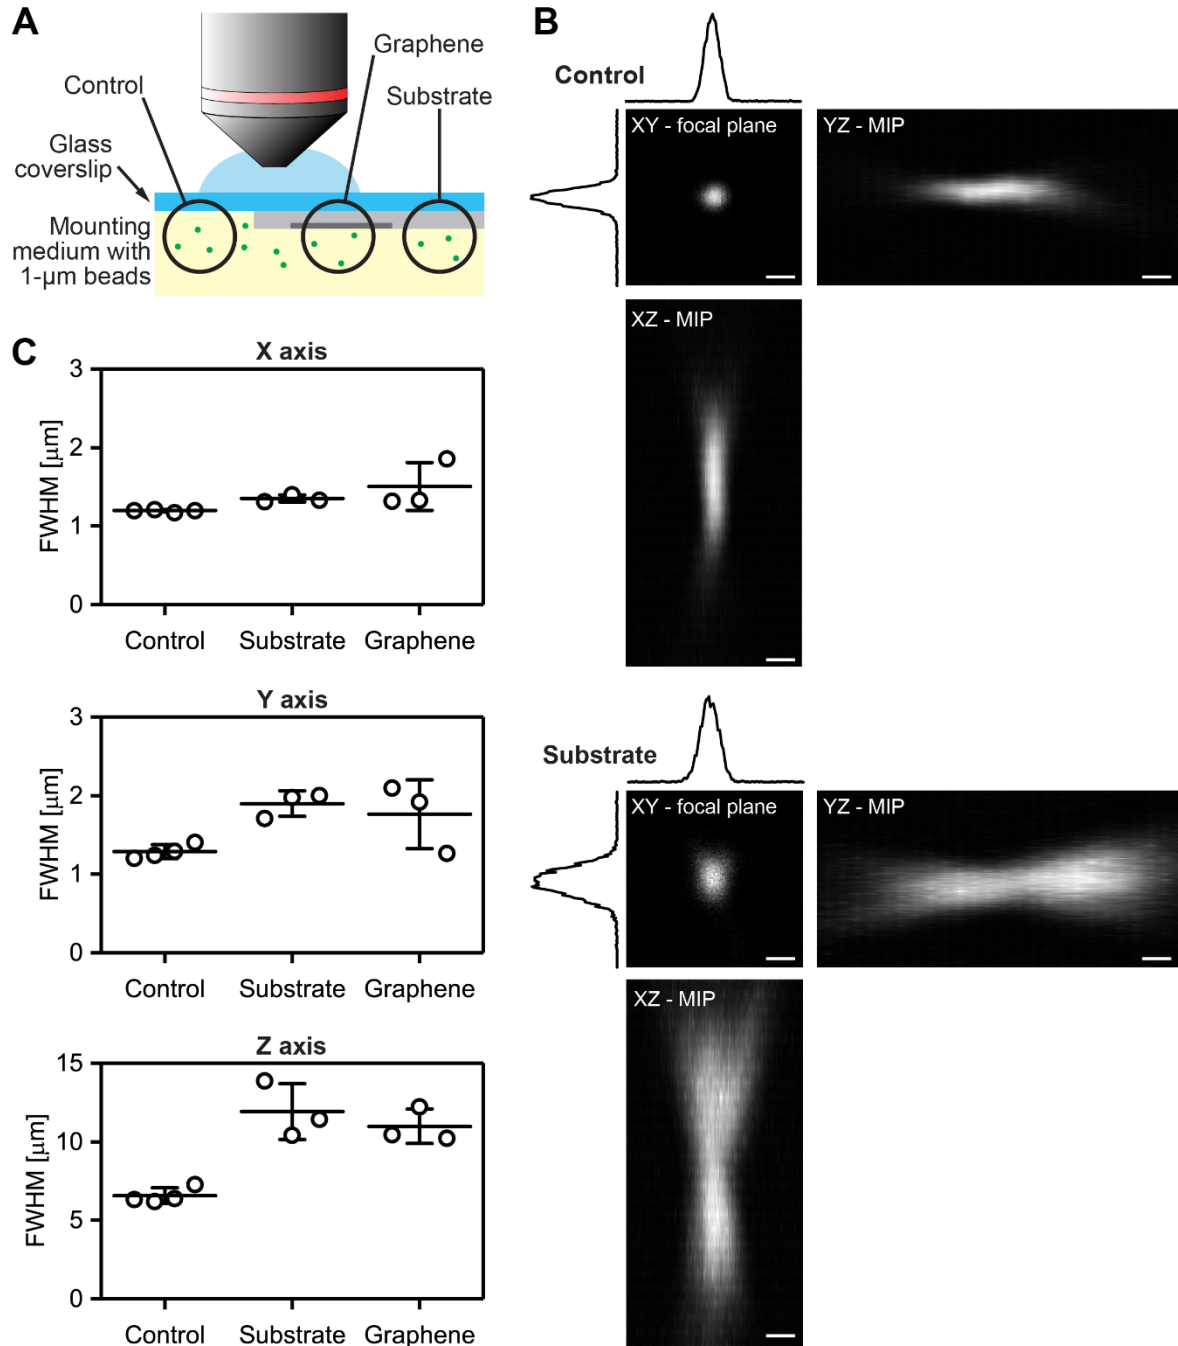 A
Graphene
Control
Substrate
Glass
coverslip
Mounting
medium with
1-µm beads
B
Control
XY - focal plane
YZ - MIP
XZ - MIP
Substrate
XY - focal plane
YZ - MIP
XZ - MIP
C
X axis
FWHM [µm]
3
2
1
0
Control Substrate Graphene
Y axis
FWHM [µm]
3
2
1
0
Control Substrate Graphene
Z axis
FWHM [µm]
15
10
5
0
Control Substrate Graphene